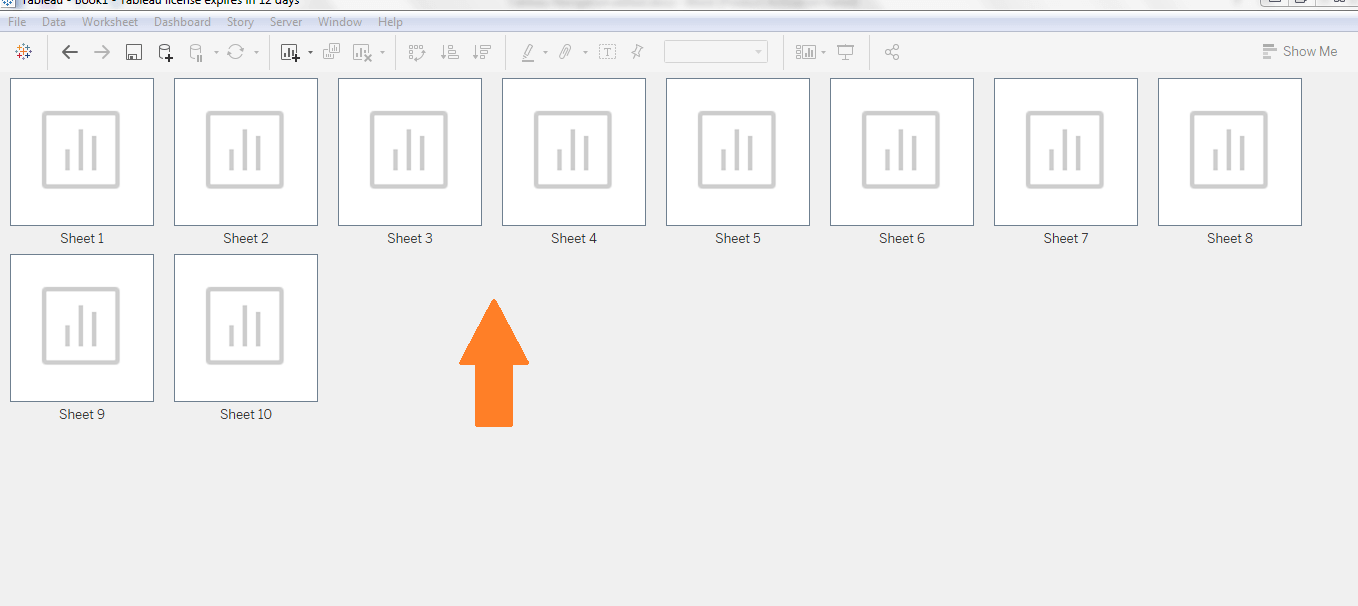 Tableau - Book1 - Tableau license expires in 12 days
File Data Worksheet Dashboard Story Server Window Help
T
Show Me
Sheet 1 Sheet 2 Sheet 3 Sheet 4 Sheet 5 Sheet 6 Sheet 7 Sheet 8
Sheet 9 Sheet 10